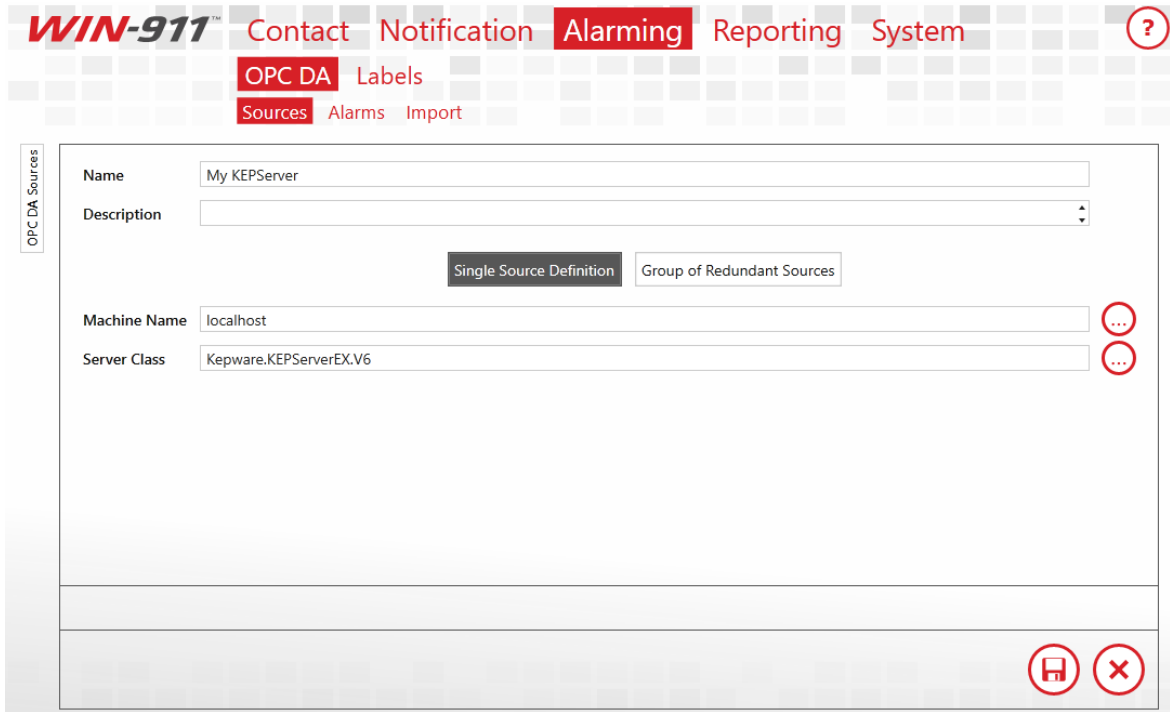 WIN-911™ Contact Notification Alarming Reporting System ?
OPC DA Labels
Sources Alarms Import
OPC DA Sources
Name My KEPServer
Description
Single Source Definition Group of Redundant Sources
Machine Name localhost ...
Server Class Kepware.KEPServerEX.V6 ...